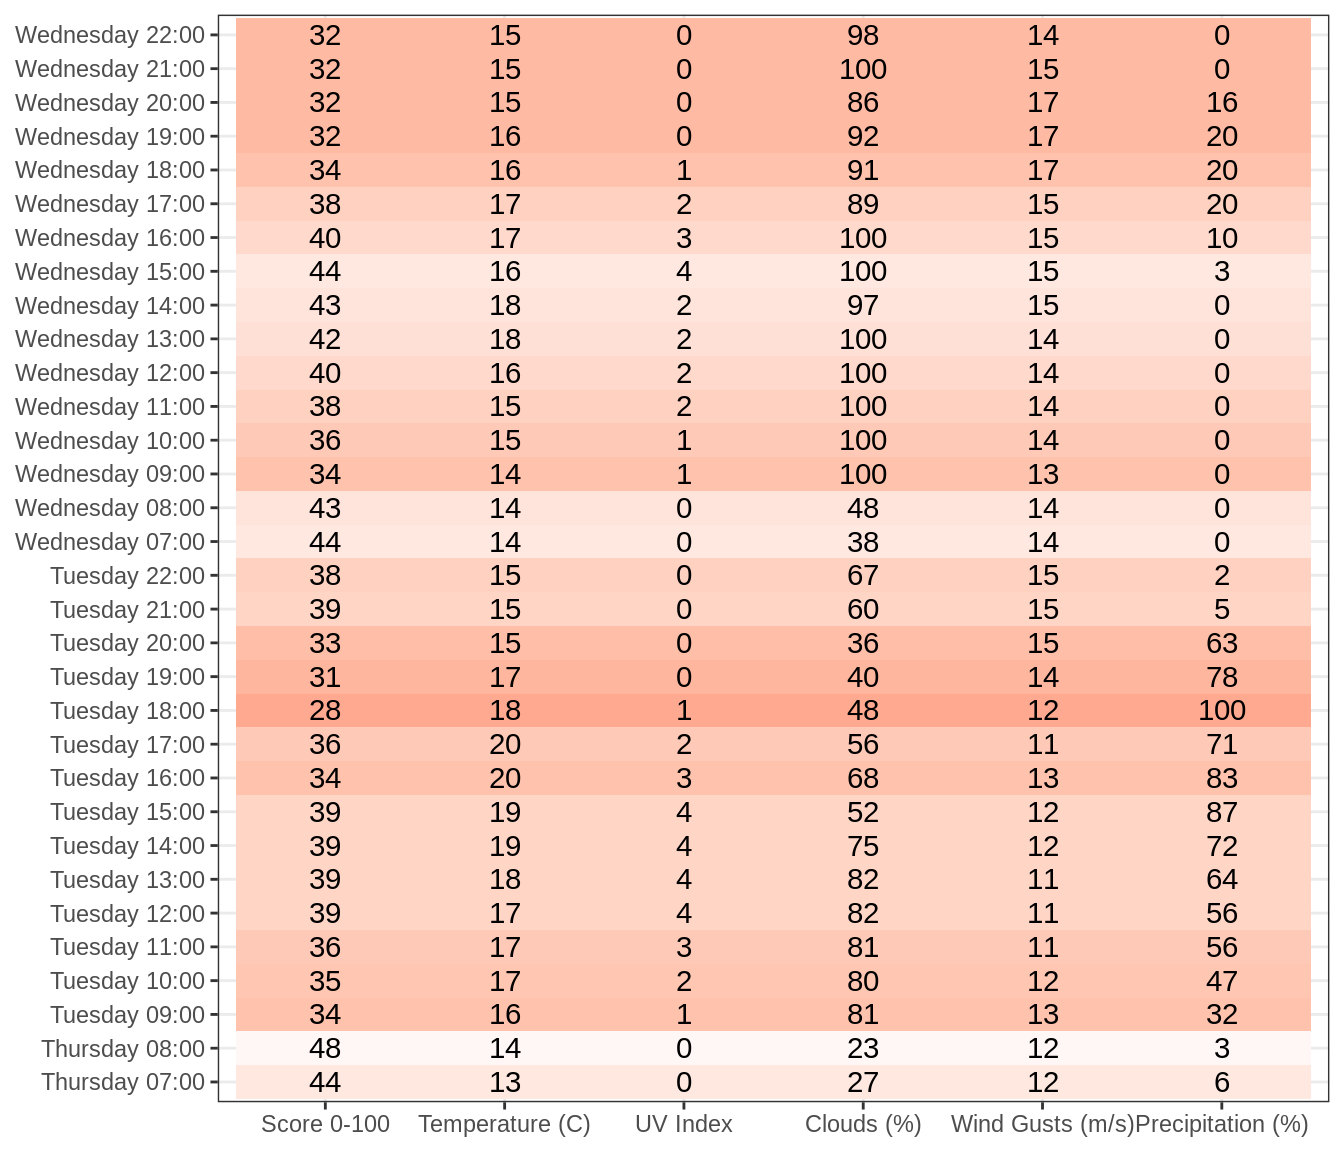 Wednesday 22:00 32 15 0 98 14 0
Wednesday 21:00 32 15 0 100 15 0
Wednesday 20:00 32 15 0 86 17 16
Wednesday 19:00 32 16 0 92 17 20
Wednesday 18:00 34 16 1 91 17 20
Wednesday 17:00 38 17 2 89 15 20
Wednesday 16:00 40 17 3 100 15 10
Wednesday 15:00 44 16 4 100 15 3
Wednesday 14:00 43 18 2 97 15 0
Wednesday 13:00 42 18 2 100 14 0
Wednesday 12:00 40 16 2 100 14 0
Wednesday 11:00 38 15 2 100 14 0
Wednesday 10:00 36 15 1 100 14 0
Wednesday 09:00 34 14 1 100 13 0
Wednesday 08:00 43 14 0 48 14 0
Wednesday 07:00 44 14 0 38 14 0
Tuesday 22:00 38 15 0 67 15 2
Tuesday 21:00 39 15 0 60 15 5
Tuesday 20:00 33 15 0 36 15 63
Tuesday 19:00 31 17 0 40 14 78
Tuesday 18:00 28 18 1 48 12 100
Tuesday 17:00 36 20 2 56 11 71
Tuesday 16:00 34 20 3 68 13 83
Tuesday 15:00 39 19 4 52 12 87
Tuesday 14:00 39 19 4 75 12 72
Tuesday 13:00 39 18 4 82 11 64
Tuesday 12:00 39 17 4 82 11 56
Tuesday 11:00 36 17 3 81 11 56
Tuesday 10:00 35 17 2 80 12 47
Tuesday 09:00 34 16 1 81 13 32
Thursday 08:00 48 14 0 23 12 3
Thursday 07:00 44 13 0 27 12 6
Score 0-100 Temperature (C) UV Index Clouds (%) Wind Gusts (m/s) Precipitation (%)